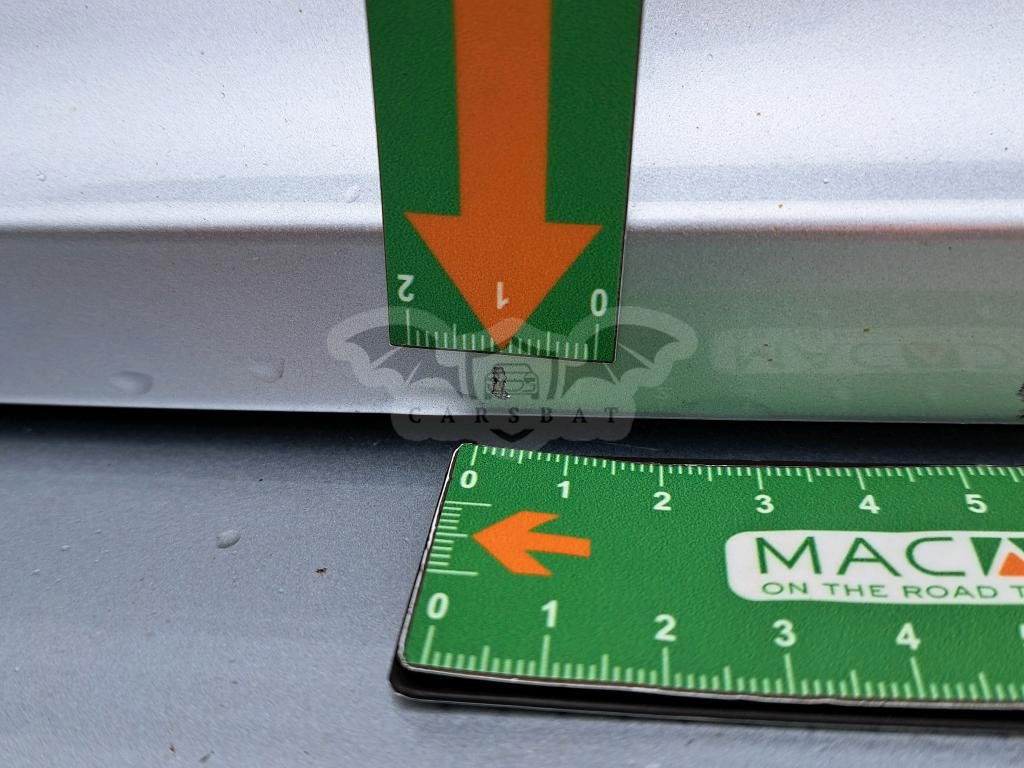 2 1 0
CARSBAT
0 1 2 3 4 5
MAC
ON THE ROAD T
0 1 2 3 4